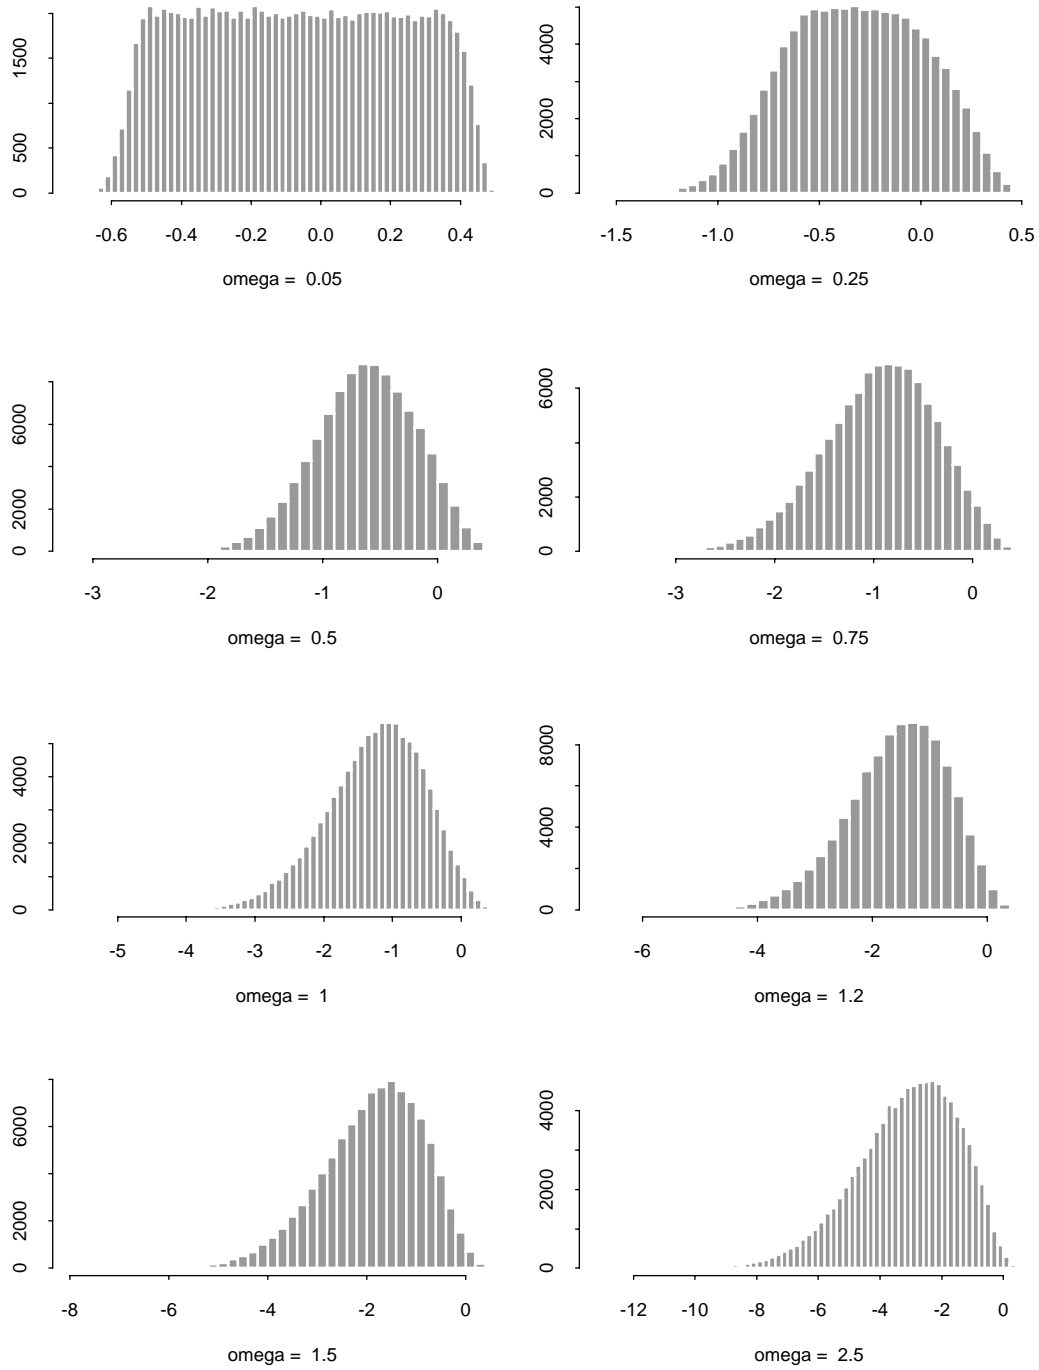 0 500 1500
-0.6 -0.4 -0.2 0.0 0.2 0.4
omega = 0.05
0 2000 4000
-1.5 -1.0 -0.5 0.0 0.5
omega = 0.25
0 2000 6000
-3 -2 -1 0
omega = 0.5
0 2000 6000
-3 -2 -1 0
omega = 0.75
0 2000 4000
-5 -4 -3 -2 -1 0
omega = 1
0 4000 8000
-6 -4 -2 0
omega = 1.2
0 2000 6000
-8 -6 -4 -2 0
omega = 1.5
0 2000 4000
-12 -10 -8 -6 -4 -2 0
omega = 2.5